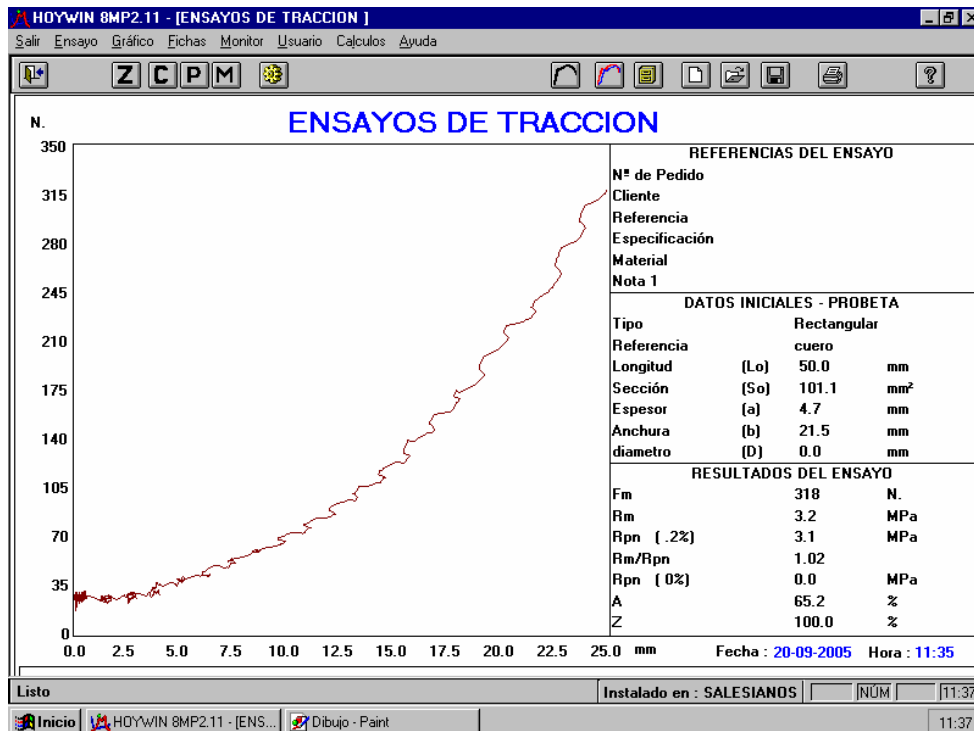 HOYWIN 8MP2.11 - [ENSAYOS DE TRACCION ]
Salir Ensayo Gráfico Fichas Monitor Usuario Calculos Ayuda
Z C P M ?
ENSAYOS DE TRACCION
N.
350
315
280
245
210
175
140
105
70
35
0
0.0 2.5 5.0 7.5 10.0 12.5 15.0 17.5 20.0 22.5 25.0 mm
REFERENCIAS DEL ENSAYO
Nª de Pedido
Cliente
Referencia
Especificación
Material
Nota 1
DATOS INICIALES - PROBETA
Tipo Rectangular
Referencia cuero
Longitud (Lo) 50.0 mm
Sección (So) 101.1 mm²
Espesor (a) 4.7 mm
Anchura (b) 21.5 mm
diametro (D) 0.0 mm
RESULTADOS DEL ENSAYO
Fm 318 N.
Rm 3.2 MPa
Rpn ( .2%) 3.1 MPa
Rm/Rpn 1.02
Rpn ( 0%) 0.0 MPa
A 65.2 %
Z 100.0 %
Fecha : 20-09-2005 Hora : 11:35
Listo Instalado en : SALESIANOS NÚM 11:37
Inicio HOYWIN 8MP2.11 - [ENS... Dibujo - Paint 11:37